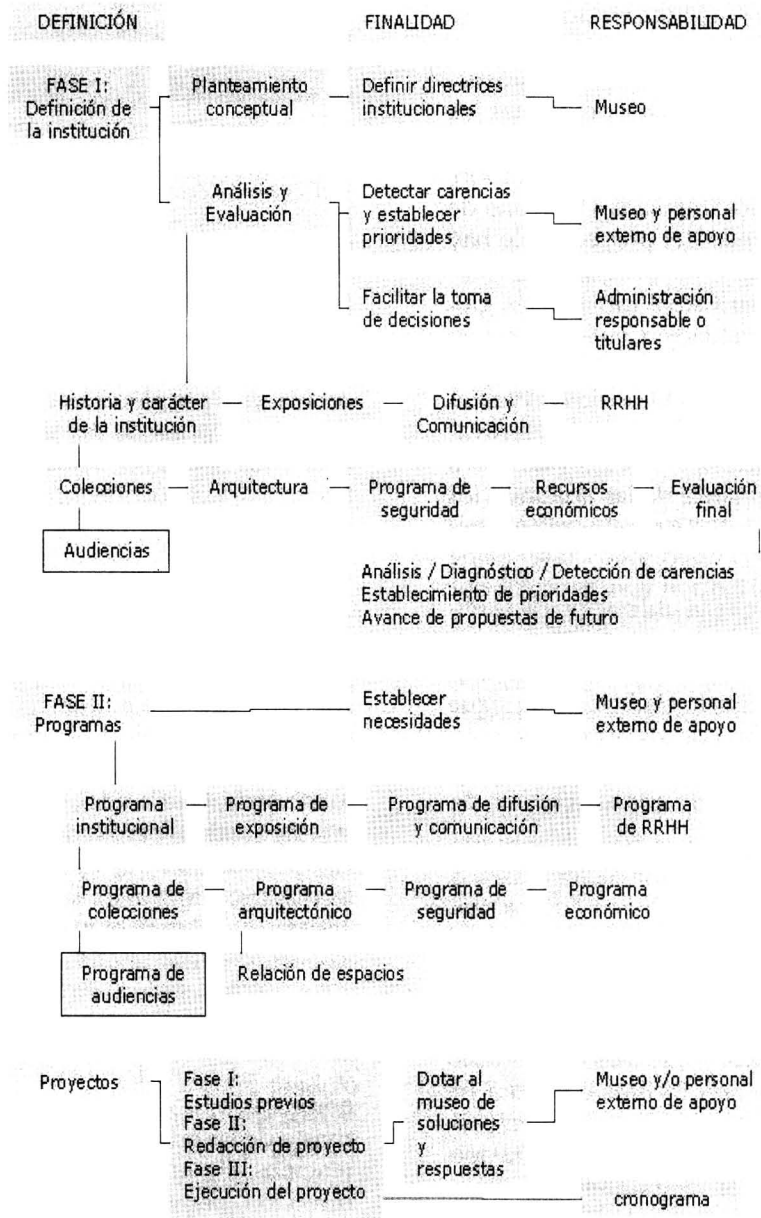 DEFINICIÓN FINALIDAD RESPONSABILIDAD
FASE I:
Definición de
la institución
Planteamiento
conceptual
Definir directrices
institucionales
Museo
Análisis y
Evaluación
Detectar carencias
y establecer
prioridades
Museo y personal
externo de apoyo
Facilitar la toma
de decisiones
Administración
responsable o
titulares
Historia y carácter
de la institución
Exposiciones
Difusión y
Comunicación
RRHH
Colecciones
Arquitectura
Programa de
seguridad
Recursos
económicos
Evaluación
final
Audiencias
Análisis / Diagnóstico / Detección de carencias
Establecimiento de prioridades
Avance de propuestas de futuro
FASE II:
Programas
Establecer
necesidades
Museo y personal
externo de apoyo
Programa
institucional
Programa de
exposición
Programa de difusión
y comunicación
Programa
de RRHH
Programa de
colecciones
Programa
arquitectónico
Programa de
seguridad
Programa
económico
Programa de
audiencias
Relación de espacios
Proyectos
Fase I:
Estudios previos
Fase II:
Redacción de proyecto
Fase III:
Ejecución del proyecto
Dotar al
museo de
soluciones
y
respuestas
Museo y/o personal
externo de apoyo
cronograma